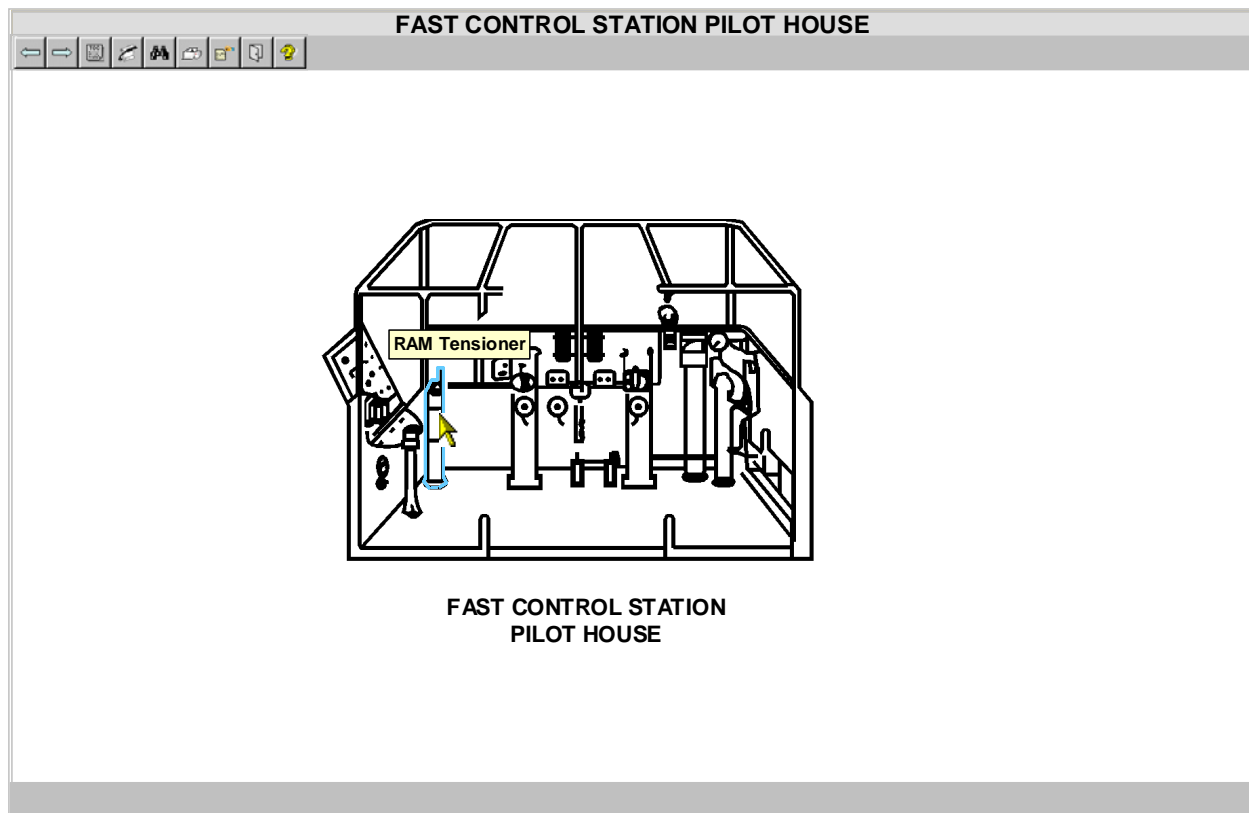 FAST CONTROL STATION PILOT HOUSE
RAM Tensioner
FAST CONTROL STATION
PILOT HOUSE